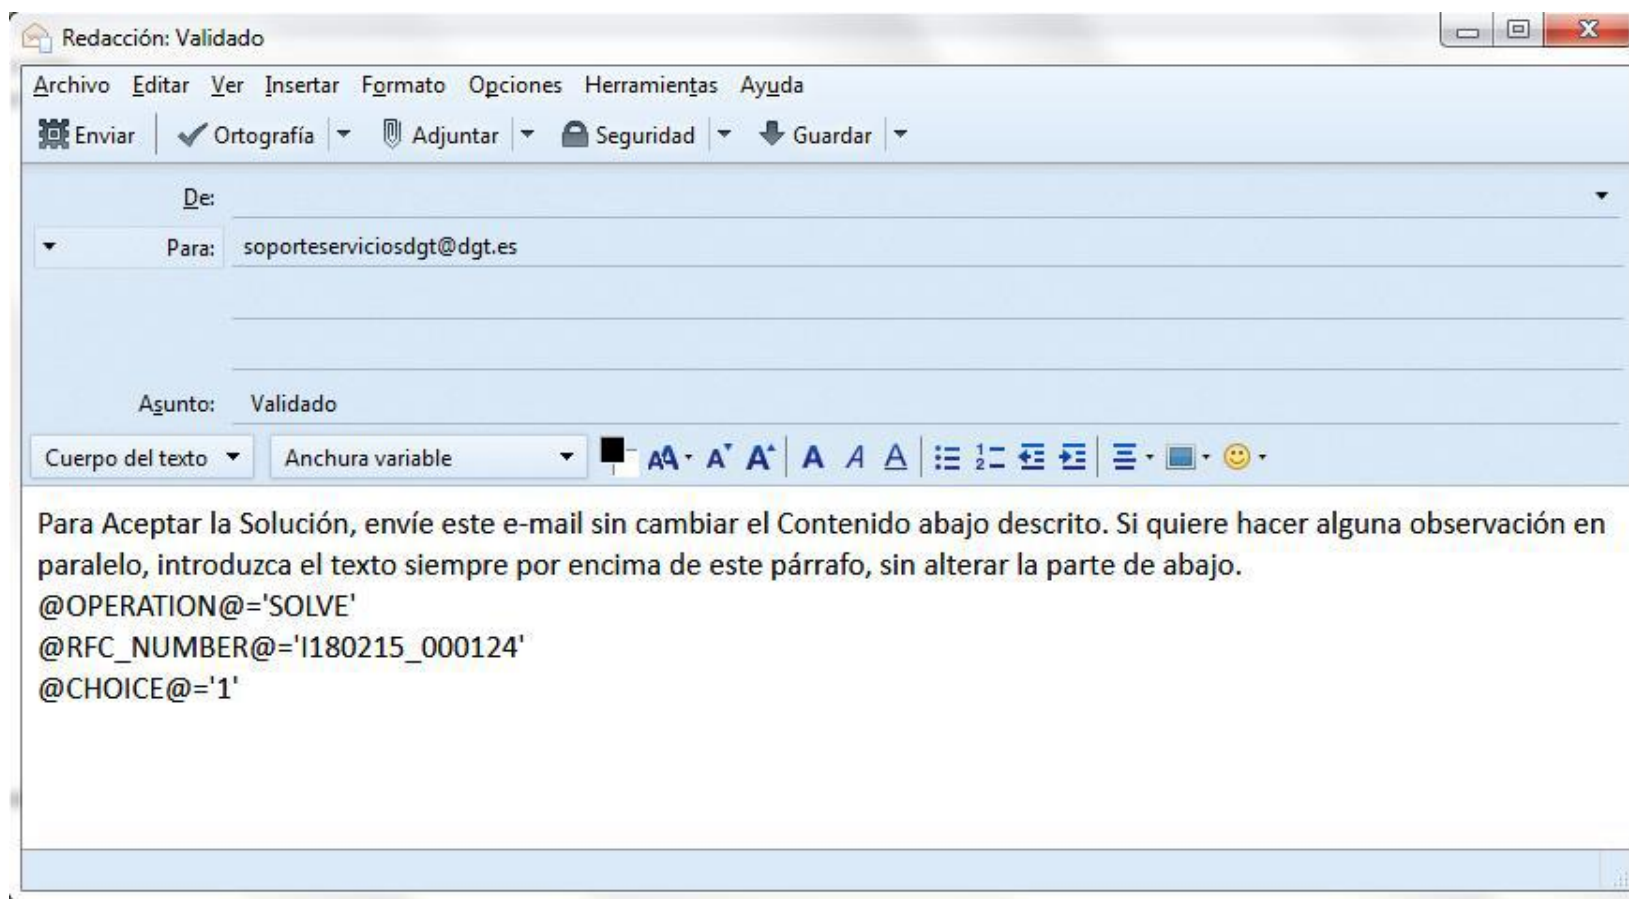 Redacción: Validado
Archivo Editar Ver Insertar Formato Opciones Herramientas Ayuda
Enviar Ortografía Adjuntar Seguridad Guardar
De:
Para: soporteserviciosdgt@dgt.es
Asunto: Validado
Cuerpo del texto Anchura variable
Para Aceptar la Solución, envíe este e-mail sin cambiar el Contenido abajo descrito. Si quiere hacer alguna observación en
paralelo, introduzca el texto siempre por encima de este párrafo, sin alterar la parte de abajo.
@OPERATION@='SOLVE'
@RFC_NUMBER@='I180215_000124'
@CHOICE@='1'